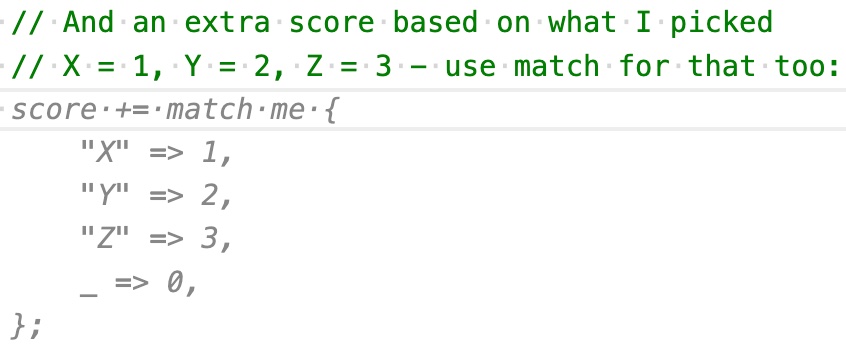 // And an extra score based on what I picked
// X = 1, Y = 2, Z = 3 - use match for that too:
score += match me {
    "X" => 1,
    "Y" => 2,
    "Z" => 3,
    _ => 0,
};